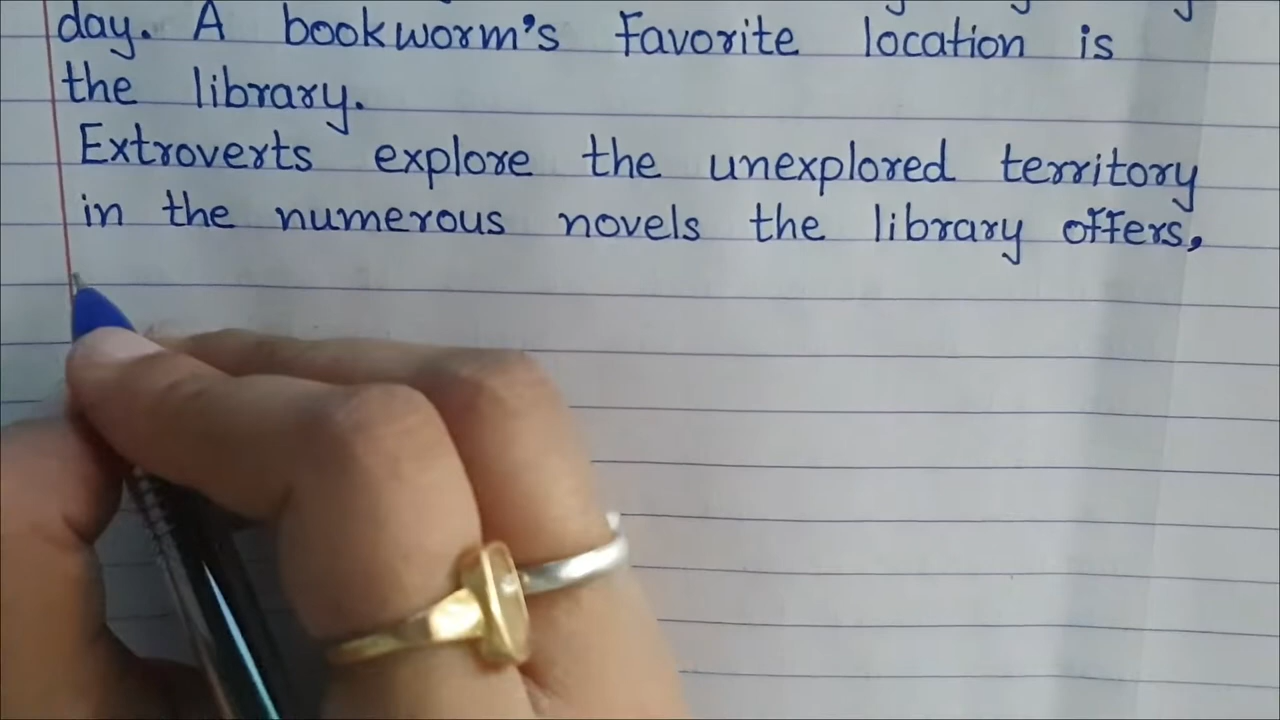 day. A bookworm's favorite location is
the library.
Extroverts explore the unexplored territory
in the numerous novels the library offers,